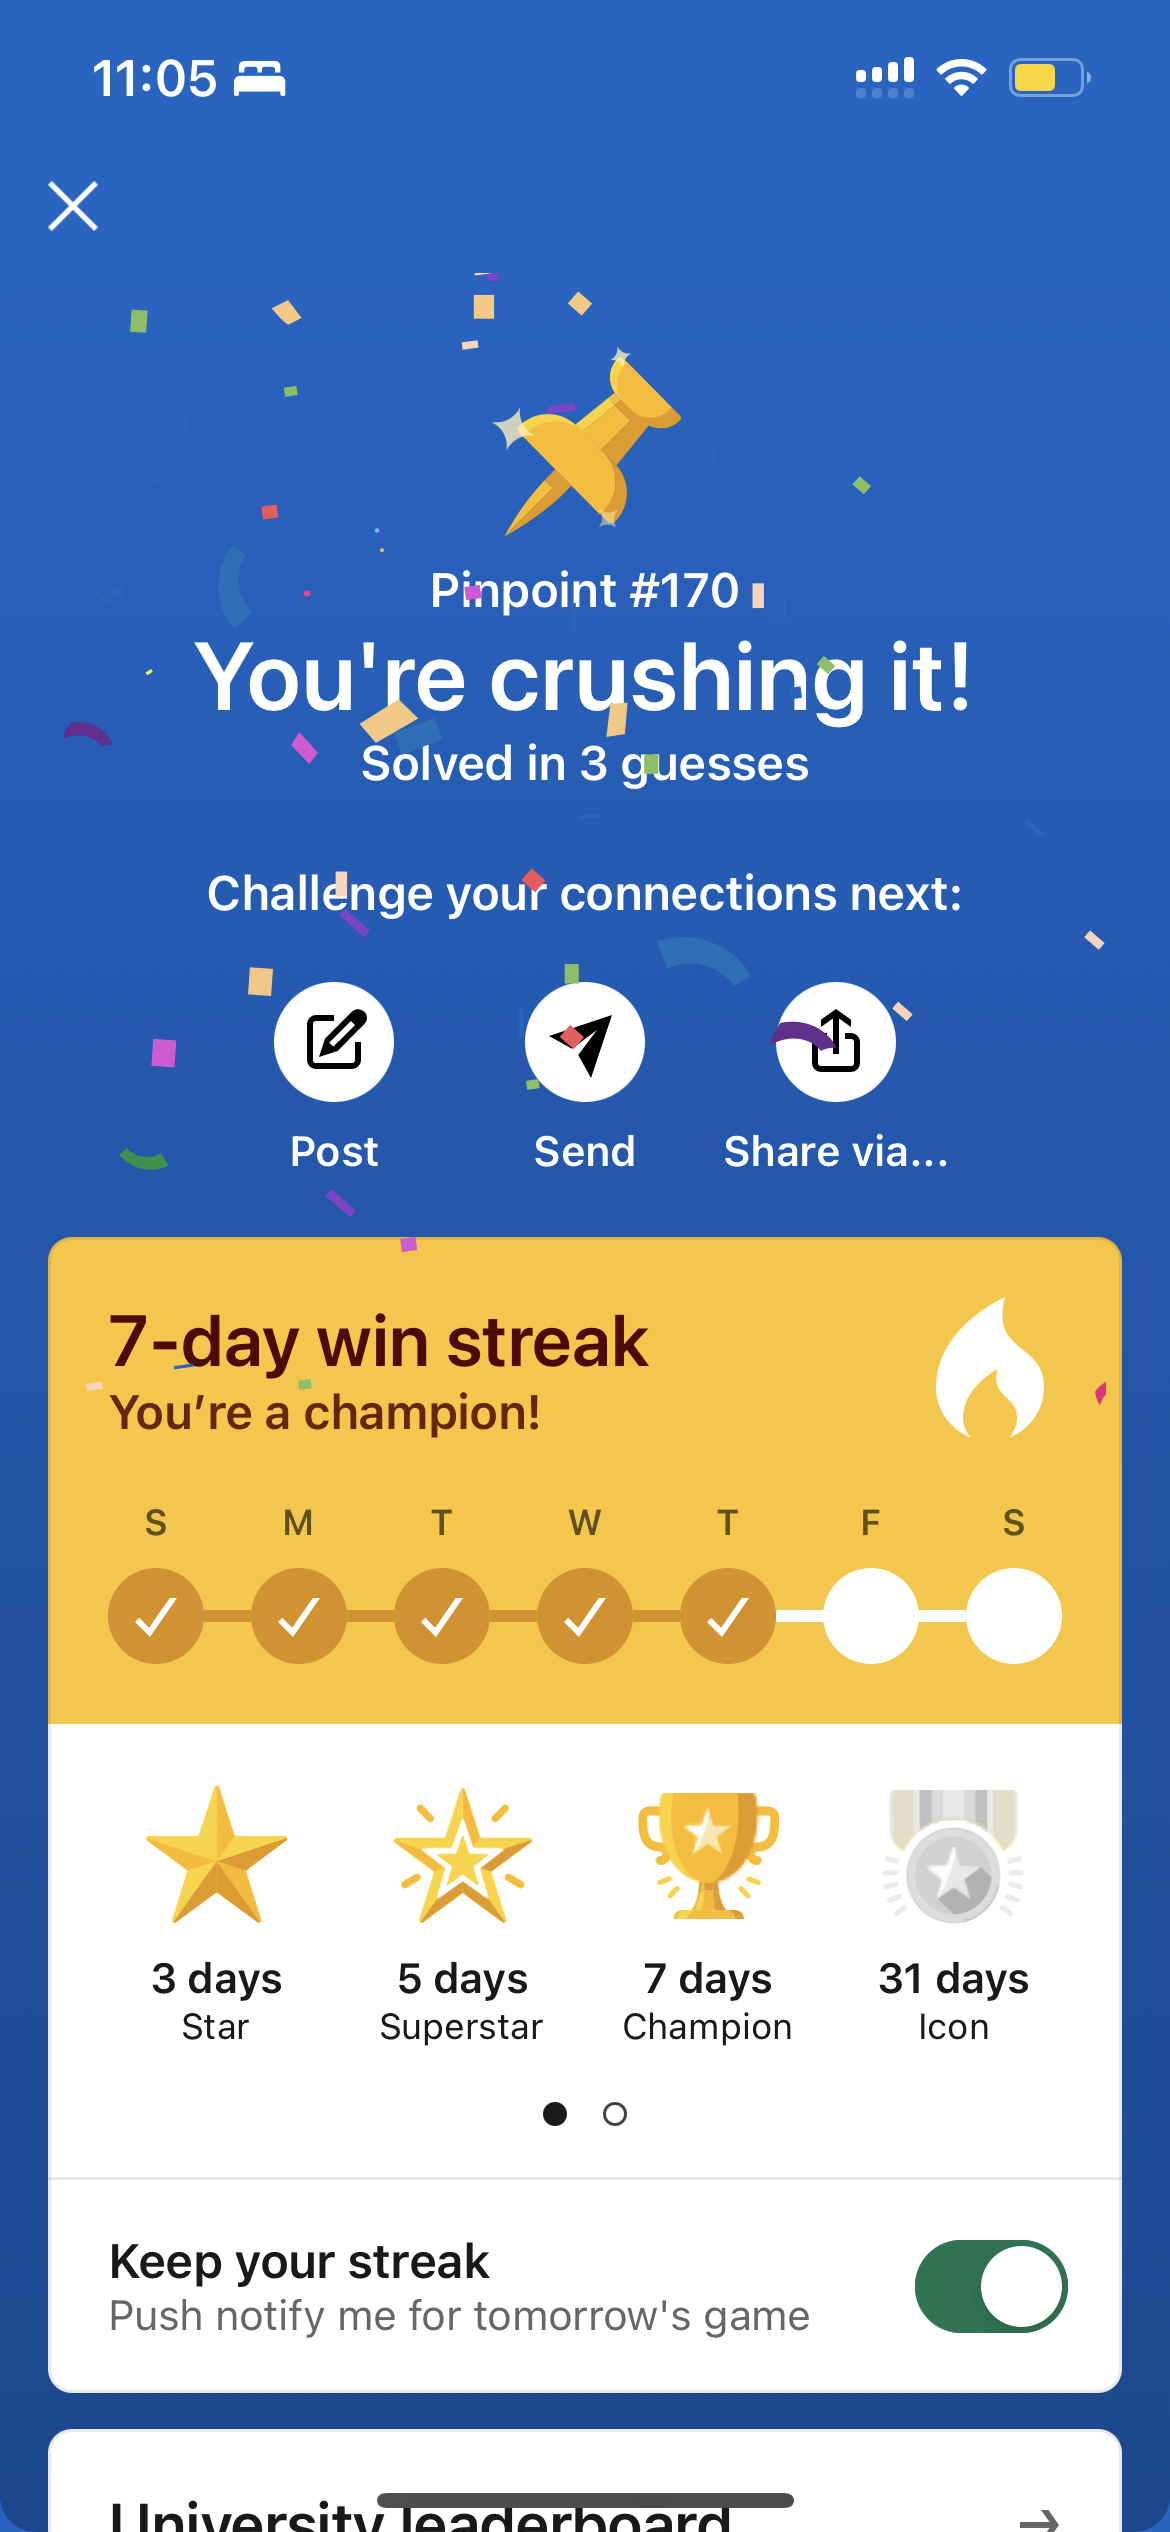 11:05
Pinpoint #170
You're crushing it!
Solved in 3 guesses
Challenge your connections next:
Post Send Share via...
7-day win streak
You’re a champion!
S M T W T F S
3 days 5 days 7 days 31 days
Star Superstar Champion Icon
Keep your streak
Push notify me for tomorrow's game
University leaderboard